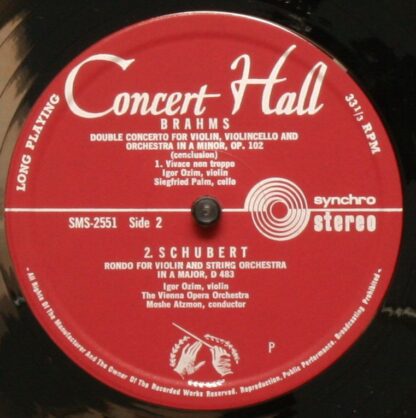 Concert Hall
LONG PLAYING
33 1/3 RPM
BRAHMS
DOUBLE CONCERTO FOR VIOLIN, VIOLINCELLO AND
ORCHESTRA IN A MINOR, OP. 102
(conclusion)
1. Vivace non troppo
Igor Ozim, violin
Siegfried Palm, cello
synchro
stereo
SMS-2551 Side 2
2. SCHUBERT
RONDO FOR VIOLIN AND STRING ORCHESTRA
IN A MAJOR, D 483
Igor Ozim, violin
The Vienna Opera Orchestra
Moshe Atzmon, conductor
P
- All Rights Of The Manufacturer And The Owner Of The Recorded Works Reserved. Reproduction. Public Performance. Broadcasting Prohibited -